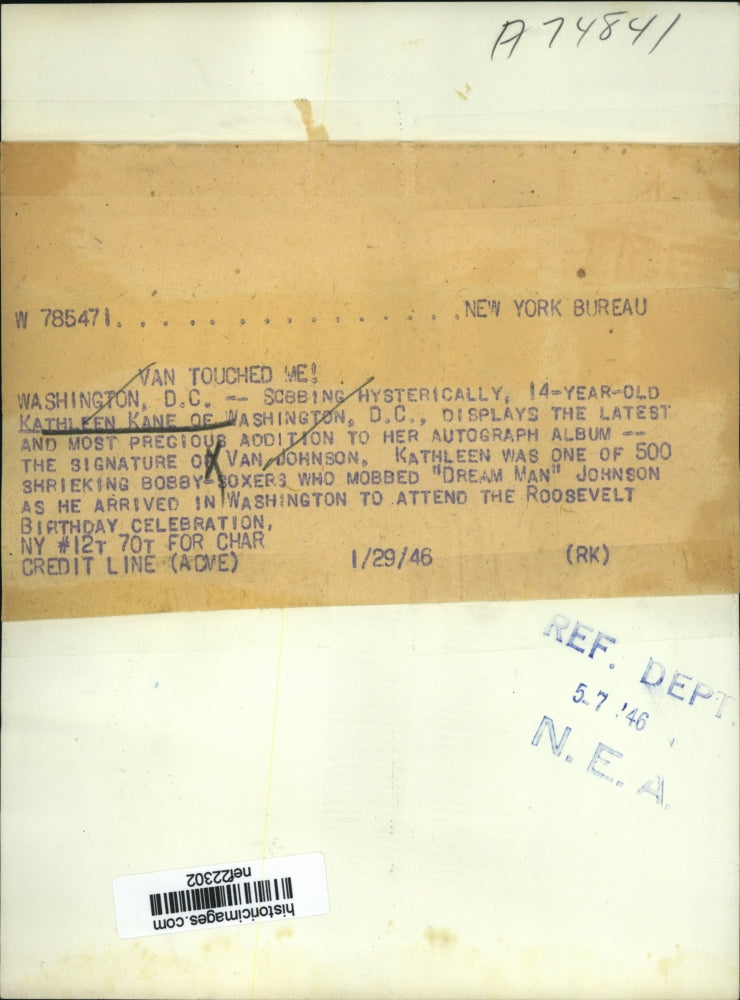 A 74841
W 785471. . . . . . . . . . . . . . . . . .NEW YORK BUREAU
VAN TOUCHED ME!
WASHINGTON, D.C. -- SOBBING HYSTERICALLY, 14-YEAR-OLD
KATHLEEN KANE OF WASHINGTON, D.C., DISPLAYS THE LATEST
AND MOST PRECIOUS ADDITION TO HER AUTOGRAPH ALBUM --
THE SIGNATURE OF VAN JOHNSON. KATHLEEN WAS ONE OF 500
SHRIEKING BOBBY-SOXERS WHO MOBBED "DREAM MAN" JOHNSON
AS HE ARRIVED IN WASHINGTON TO ATTEND THE ROOSEVELT
BIRTHDAY CELEBRATION.
NY #12T 70T FOR CHAR
CREDIT LINE (ACME) 1/29/46 (RK)
REF. DEPT.
5-7 '46
N. E. A.
historicimages.com
nef22302